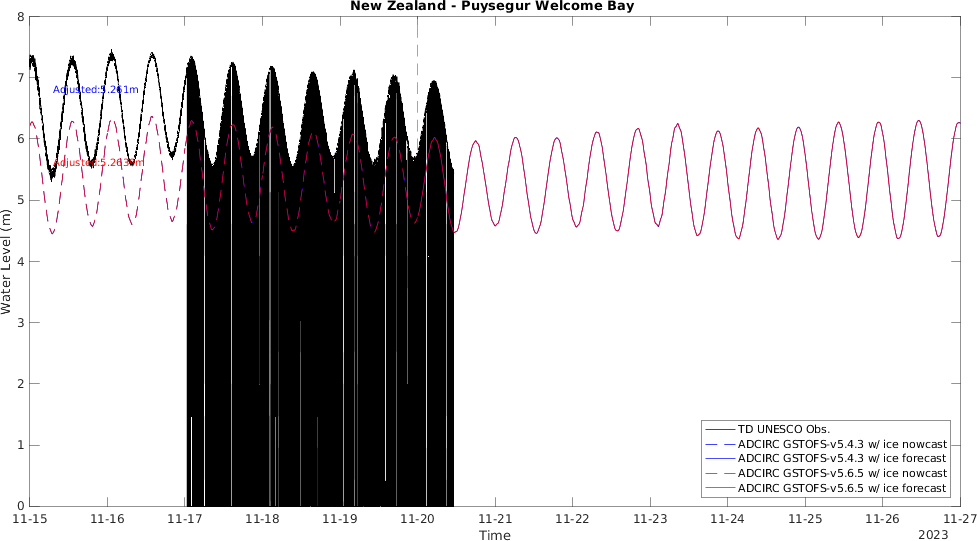 New Zealand - Puysegur Welcome Bay
8
7
6
5
4
3
2
1
0
Water Level (m)
Adjusted:5.261m
TD UNESCO Obs.
ADCIRC GSTOFS-v5.4.3 w/ ice nowcast
ADCIRC GSTOFS-v5.4.3 w/ ice forecast
ADCIRC GSTOFS-v5.6.5 w/ ice nowcast
ADCIRC GSTOFS-v5.6.5 w/ ice forecast
11-15 11-16 11-17 11-18 11-19 11-20 11-21 11-22 11-23 11-24 11-25 11-26 11-27
Time
2023